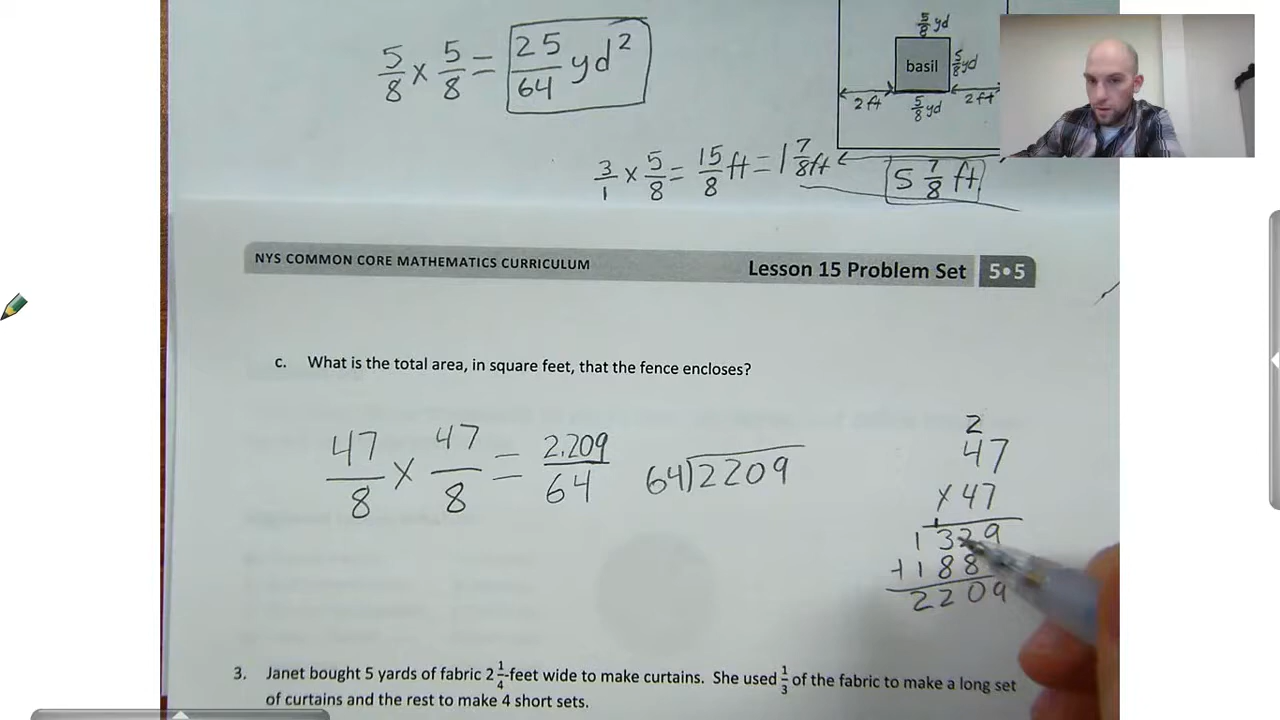 5/8 × 5/8 = 25/64 yd²
5/8 yd
basil
5/8 yd
2 ft
5/8 yd
2 ft
3/1 × 5/8 = 15/8 ft = 1 7/8 ft
5 7/8 ft
NYS COMMON CORE MATHEMATICS CURRICULUM
Lesson 15 Problem Set 5•5
c. What is the total area, in square feet, that the fence encloses?
47/8 × 47/8 = 2,209/64
64)2209
2
47
× 47
1
1 329
+ 188
2209
3. Janet bought 5 yards of fabric 2 1/4-feet wide to make curtains. She used 1/3 of the fabric to make a long set
of curtains and the rest to make 4 short sets.